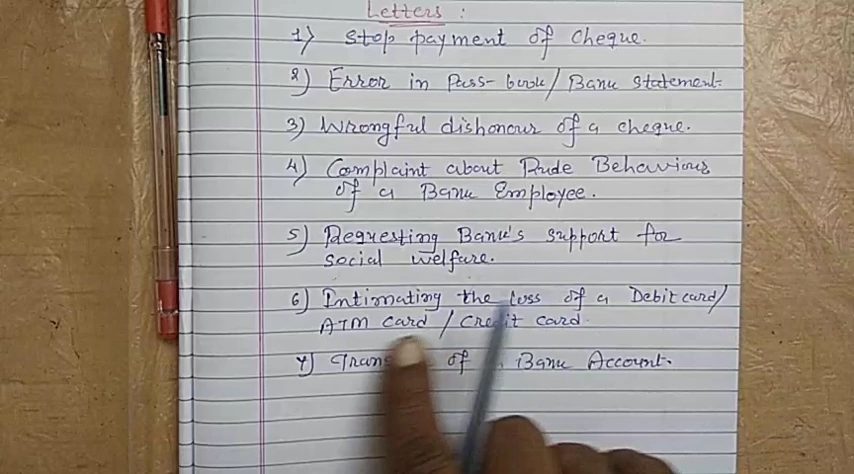 Letters :
1) Stop payment of cheque.
2) Error in Pass-book/Bank statement.
3) Wrongful dishonour of a cheque.
4) Complaint about Rude Behaviour
of a Bank Employee.
5) Requesting Bank's support for
social welfare.
6) Intimating the loss of a Debit card/
ATM card / Credit card.
7) of Bank Account.